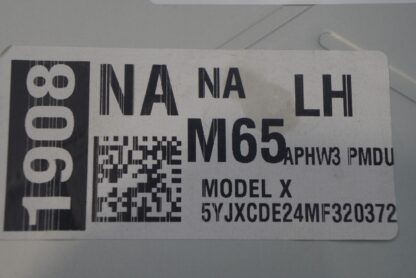 1908
NA NA LH
M65 APHW3 PMDU
MODEL X
5YJXCDE24MF320372